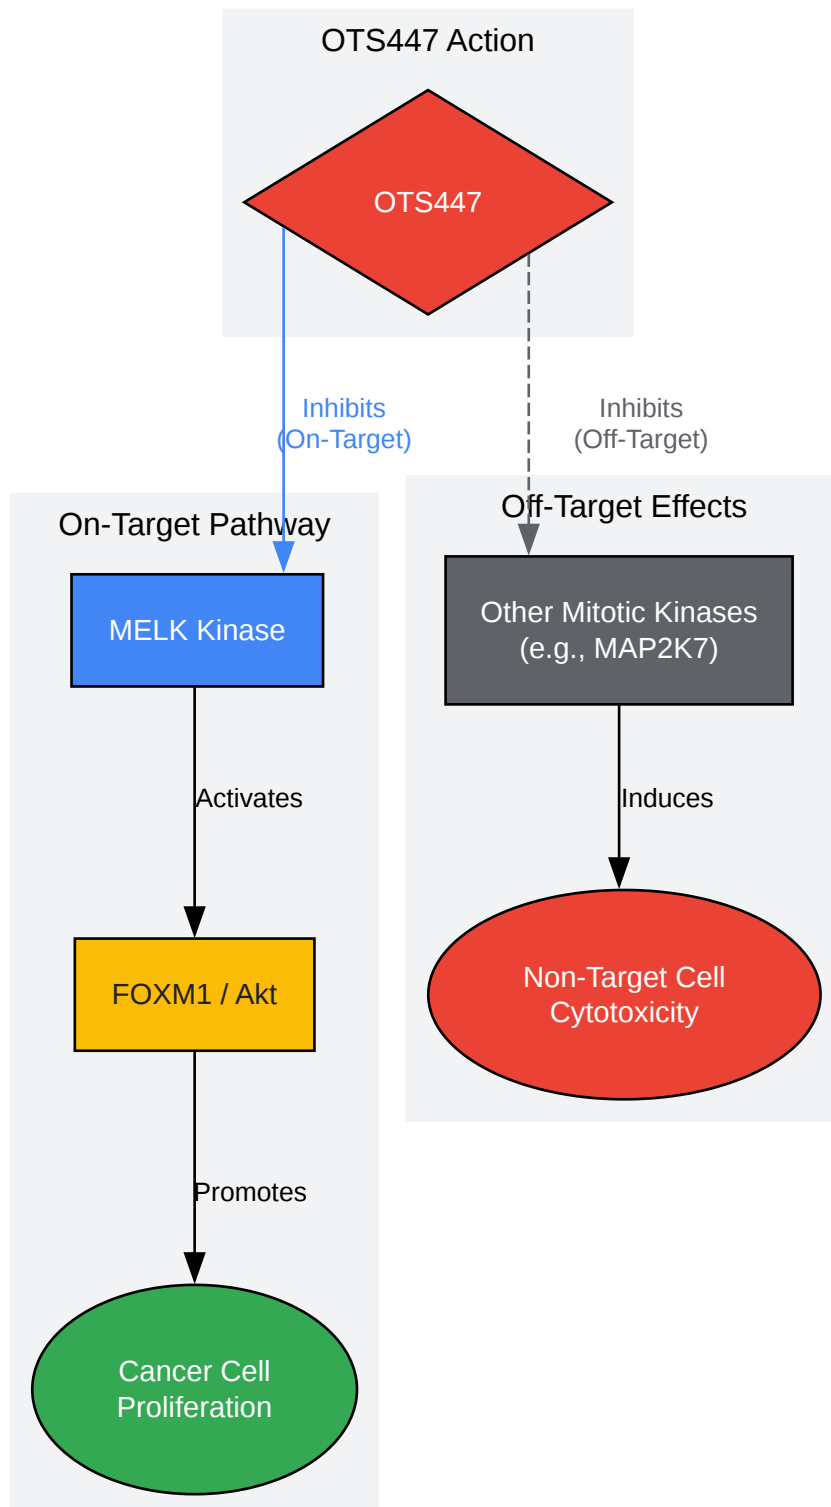 OTS447 Action
OTS447
Inhibits
(On-Target)
Inhibits
(Off-Target)
On-Target Pathway
Off-Target Effects
MELK Kinase
Other Mitotic Kinases
(e.g., MAP2K7)
Activates
Induces
FOXM1 / Akt
Non-Target Cell
Cytotoxicity
Promotes
Cancer Cell
Proliferation